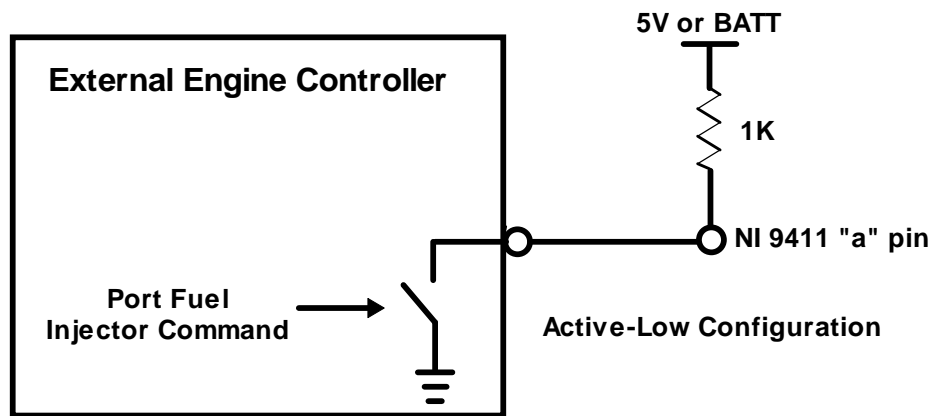 5V or BATT
External Engine Controller
1K
NI 9411 "a" pin
Port Fuel
Injector Command
Active-Low Configuration